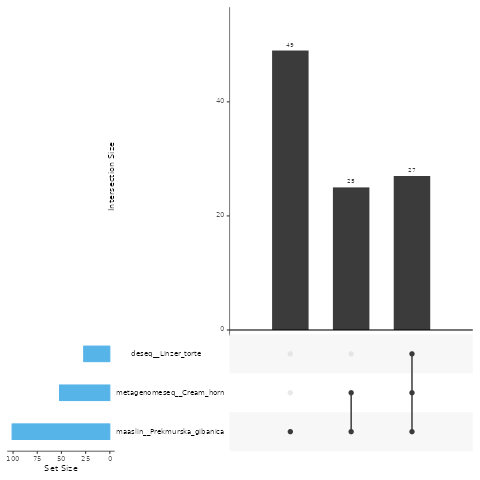 49
25
27
40
20
0
Intersection Size
deseq__Linzer_torte
metagenomeseq__Cream_horn
maaslin__Prekmurska_gibanica
100 75 50 25 0
Set Size